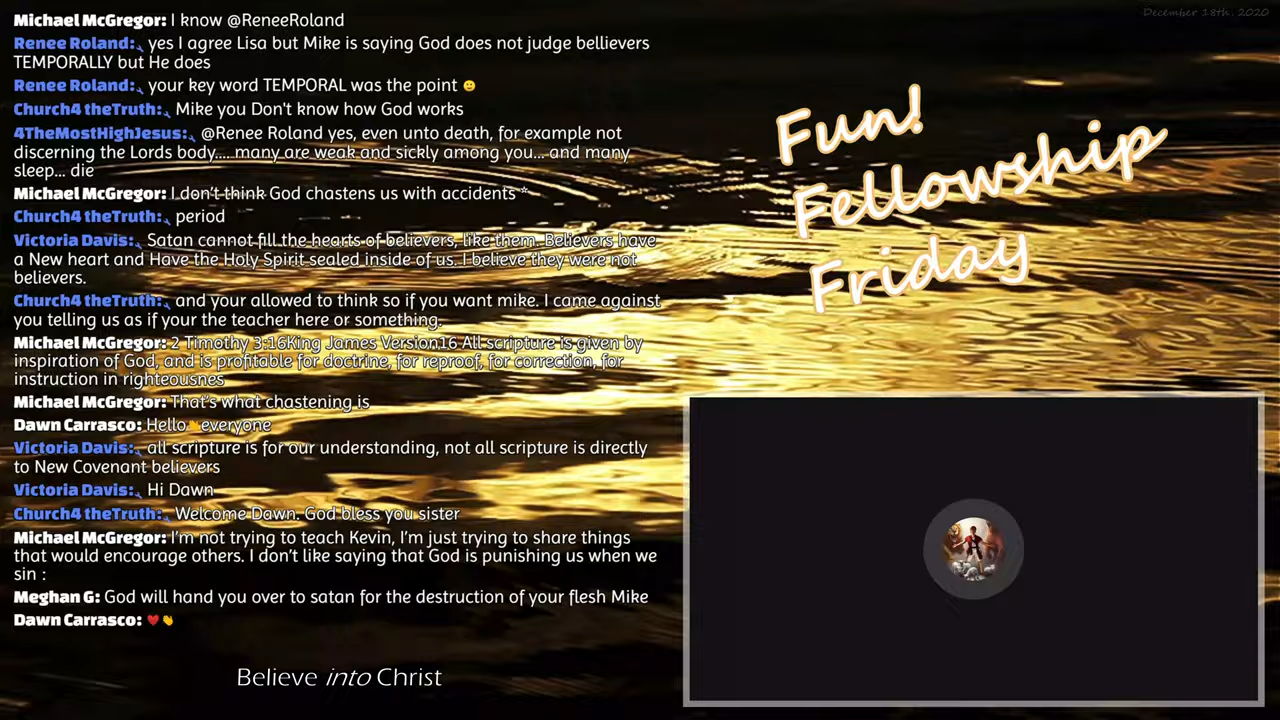 Michael McGregor: I know @ReneeRoland
Renee Roland: yes I agree Lisa but Mike is saying God does not judge bellievers
TEMPORALLY but He does
Renee Roland: your key word TEMPORAL was the point 🙂
Church4 theTruth: Mike you Don't know how God works
4TheMostHighJesus: @Renee Roland yes, even unto death, for example not
discerning the Lords body.... many are weak and sickly among you... and many
sleep... die
Michael McGregor: I don't think God chastens us with accidents *
Church4 theTruth: period
Victoria Davis: Satan cannot fill the hearts of believers, like them. Believers have
a New heart and Have the Holy Spirit sealed inside of us. I believe they were not
believers.
Church4 theTruth: and your allowed to think so if you want mike. I came against
you telling us as if your the teacher here or something.
Michael McGregor: 2 Timothy 3:16King James Version16 All scripture is given by
inspiration of God, and is profitable for doctrine, for reproof, for correction, for
instruction in righteousnes
Michael McGregor: That's what chastening is
Dawn Carrasco: Hello 👋 everyone
Victoria Davis: all scripture is for our understanding, not all scripture is directly
to New Covenant believers
Victoria Davis: Hi Dawn
Church4 theTruth: Welcome Dawn. God bless you sister
Michael McGregor: I'm not trying to teach Kevin, I'm just trying to share things
that would encourage others. I don't like saying that God is punishing us when we
sin :
Meghan G: God will hand you over to satan for the destruction of your flesh Mike
Dawn Carrasco: ❤️👏
Believe into Christ
December 18th, 2020
Fun!
Fellowship
Friday